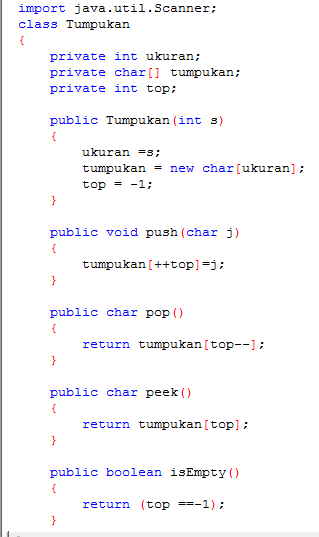 import java.util.Scanner;
class Tumpukan
{
    private int ukuran;
    private char[] tumpukan;
    private int top;

    public Tumpukan(int s)
    {
        ukuran =s;
        tumpukan = new char[ukuran];
        top = -1;
    }

    public void push(char j)
    {
        tumpukan[++top]=j;
    }

    public char pop()
    {
        return tumpukan[top--];
    }

    public char peek()
    {
        return tumpukan[top];
    }

    public boolean isEmpty()
    {
        return (top ==-1);
    }